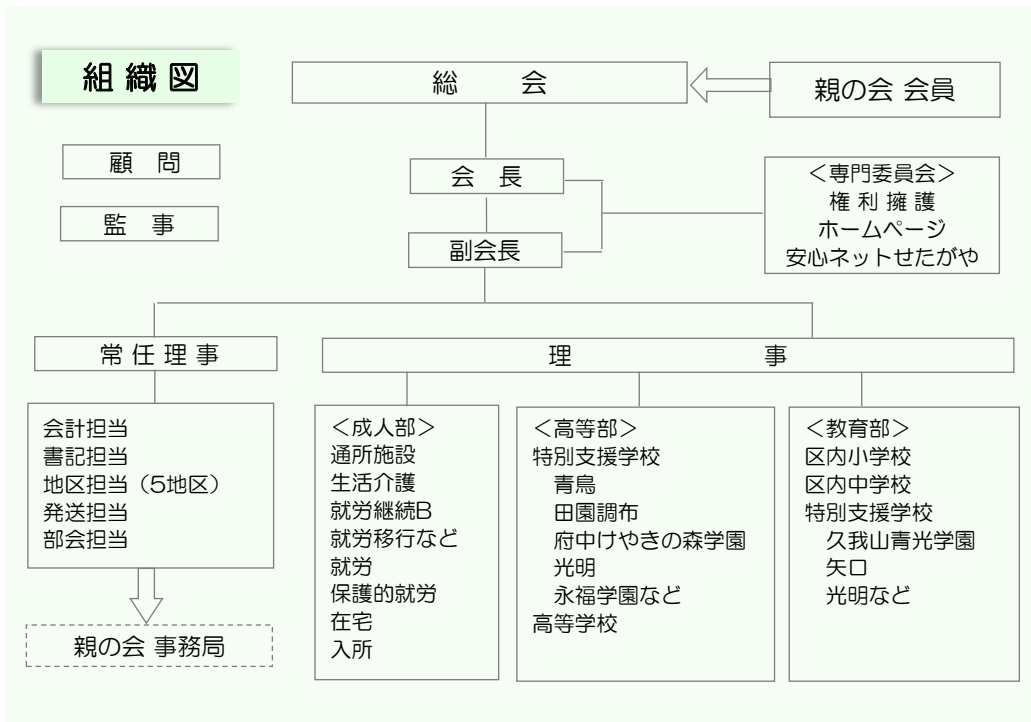 組織図
総　会
親の会 会員
顧　問
監　事
会　長
副会長
＜専門委員会＞
権利擁護
ホームページ
安心ネットせたがや
常任理事
理　事
会計担当
書記担当
地区担当（5地区）
発送担当
部会担当
親の会 事務局
＜成人部＞
通所施設
生活介護
就労継続B
就労移行など
就労
保護的就労
在宅
入所
＜高等部＞
特別支援学校
青鳥
田園調布
府中けやきの森学園
光明
永福学園など
高等学校
＜教育部＞
区内小学校
区内中学校
特別支援学校
久我山青光学園
矢口
光明など